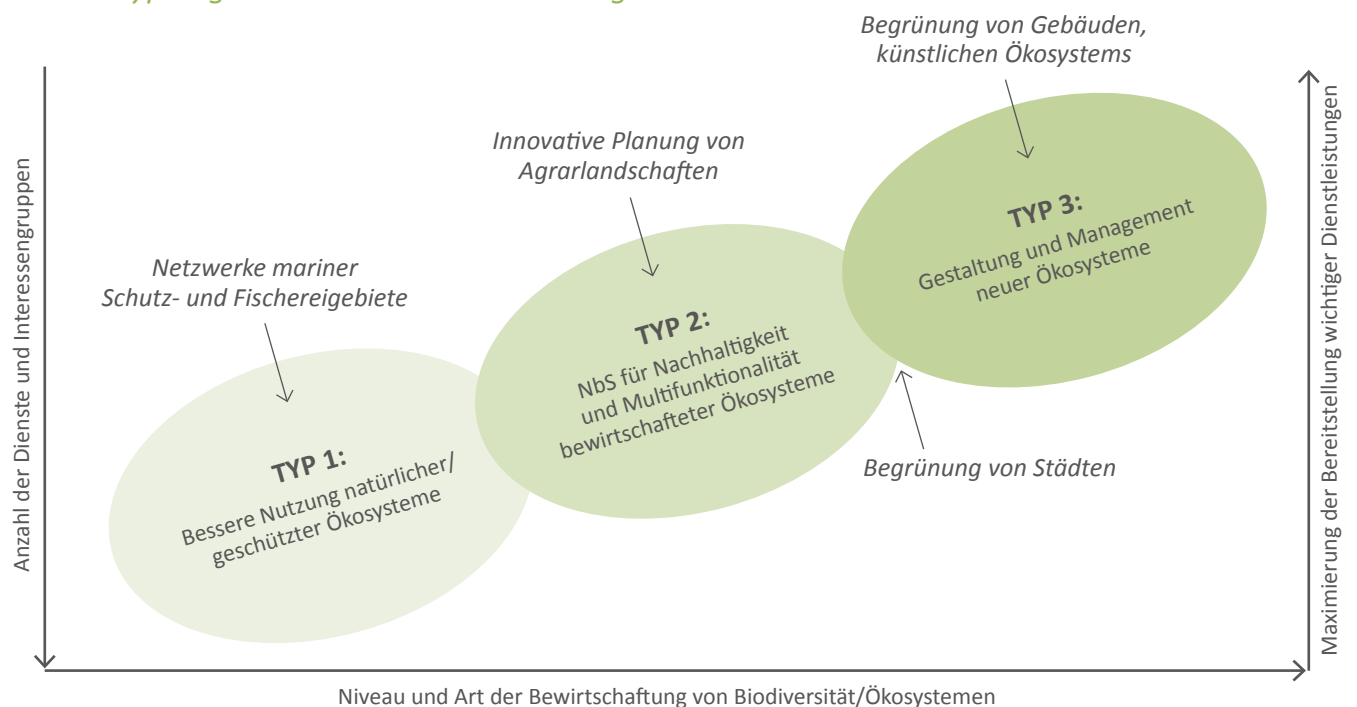 Begrünung von Gebäuden,
künstlichen Ökosystems
Innovative Planung von
Agrarlandschaften
Netzwerke mariner
Schutz- und Fischereigebiete
TYP 3:
Gestaltung und Management
neuer Ökosysteme
TYP 2:
NbS für Nachhaltigkeit
und Multifunktionalität
bewirtschafteter Ökosysteme
TYP 1:
Bessere Nutzung natürlicher/
geschützter Ökosysteme
Begrünung von Städten
Anzahl der Dienste und Interessengruppen
Maximierung der Bereitstellung wichtiger Dienstleistungen
Niveau und Art der Bewirtschaftung von Biodiversität/Ökosystemen